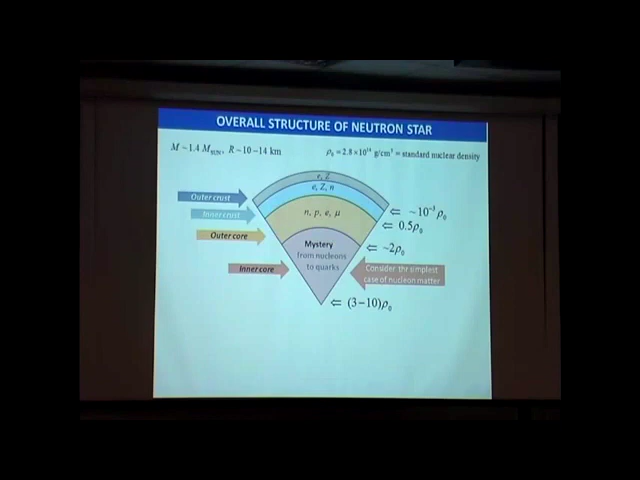 OVERALL STRUCTURE OF NEUTRON STAR
M ~ 1.4 M_SUN, R ~ 10−14 km
ρ₀ = 2.8×10¹⁴ g/cm³ = standard nuclear density
e, Z
Outer crust
e, Z, n
Inner crust
n, p, e, μ
⇐ ~10⁻³ρ₀
⇐ 0.5ρ₀
Outer core
⇐ ~2ρ₀
Mystery
from nucleons
to quarks
Inner core
Consider the simplest
case of nucleon matter
⇐ (3−10)ρ₀